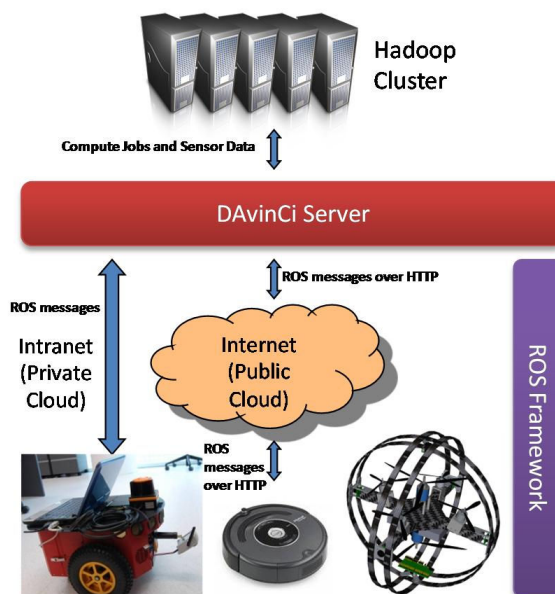 Hadoop
Cluster
Compute Jobs and Sensor Data
DAvinCi Server
ROS messages over HTTP
ROS messages
Intranet
(Private
Cloud)
Internet
(Public
Cloud)
ROS
messages
over HTTP
ROS Framework